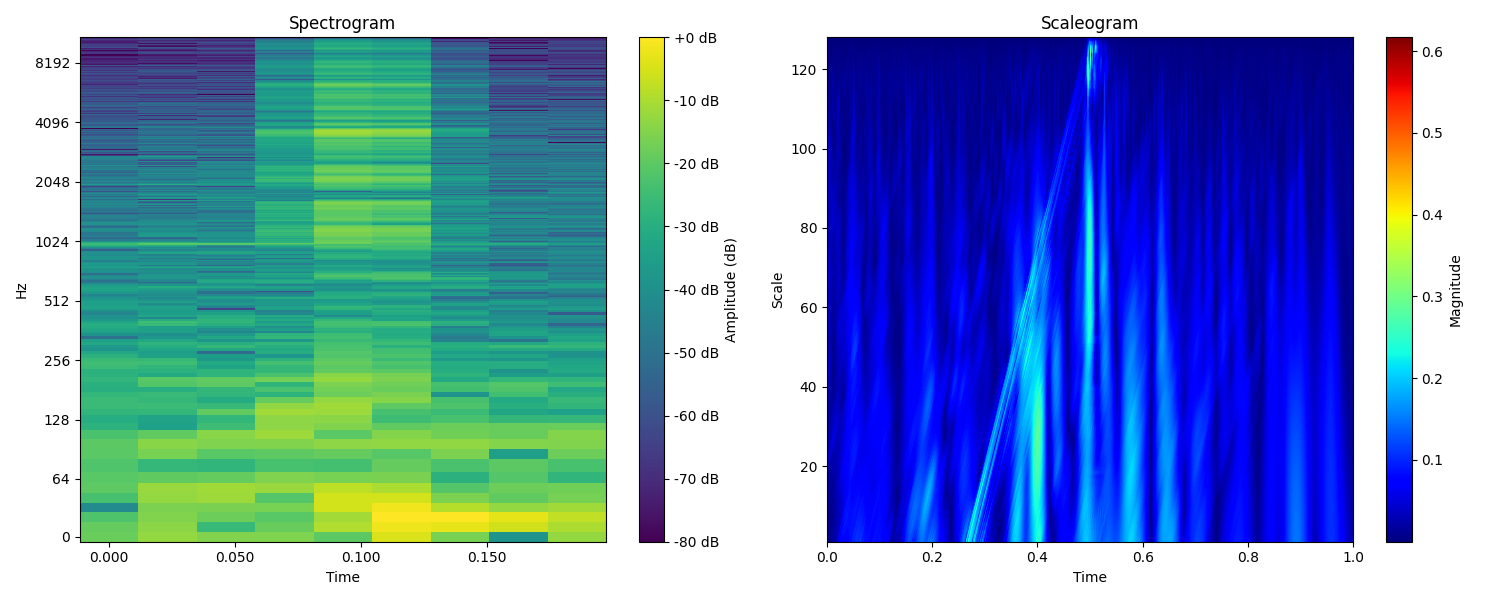 Spectrogram
Hz
8192
4096
2048
1024
512
256
128
64
0
0.000
0.050
0.100
0.150
Time
+0 dB
-10 dB
-20 dB
-30 dB
-40 dB
-50 dB
-60 dB
-70 dB
-80 dB
Amplitude (dB)
Scaleogram
Scale
120
100
80
60
40
20
0.0
0.2
0.4
0.6
0.8
1.0
Time
0.6
0.5
0.4
0.3
0.2
0.1
Magnitude